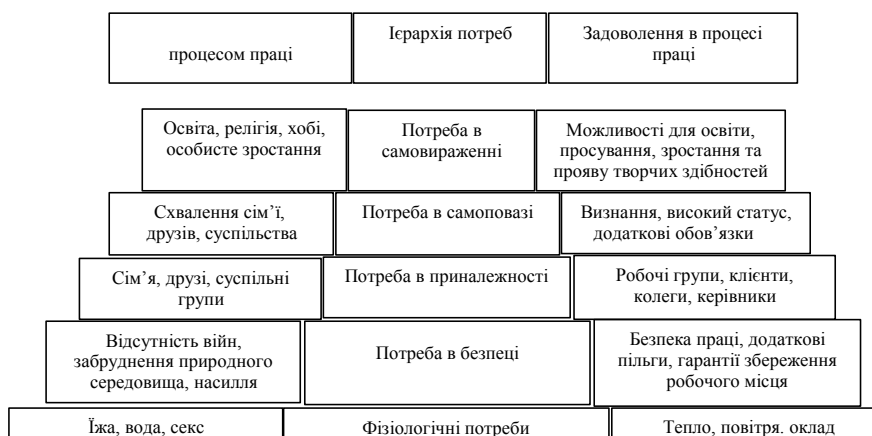 процесом праці
Ієрархія потреб
Задоволення в процесі
праці
Освіта, релігія, хобі,
особисте зростання
Потреба в
самовираженні
Можливості для освіти,
просування, зростання та
прояву творчих здібностей
Схвалення сім’ї,
друзів, суспільства
Потреба в самоповазі
Визнання, високий статус,
додаткові обов’язки
Сім’я, друзі, суспільні
групи
Потреба в приналежності
Робочі групи, клієнти,
колеги, керівники
Відсутність війн,
забруднення природного
середовища, насилля
Потреба в безпеці
Безпека праці, додаткові
пільги, гарантії збереження
робочого місця
Їжа, вода, секс
Фізіологічні потреби
Тепло, повітря, оклад